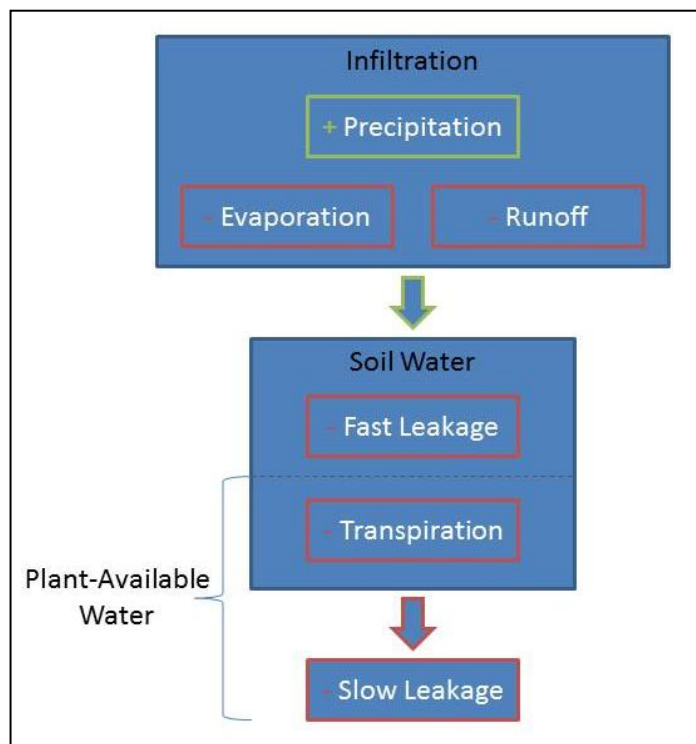 Infiltration
+ Precipitation
- Evaporation
- Runoff
Soil Water
- Fast Leakage
- Transpiration
Plant-Available
Water
- Slow Leakage